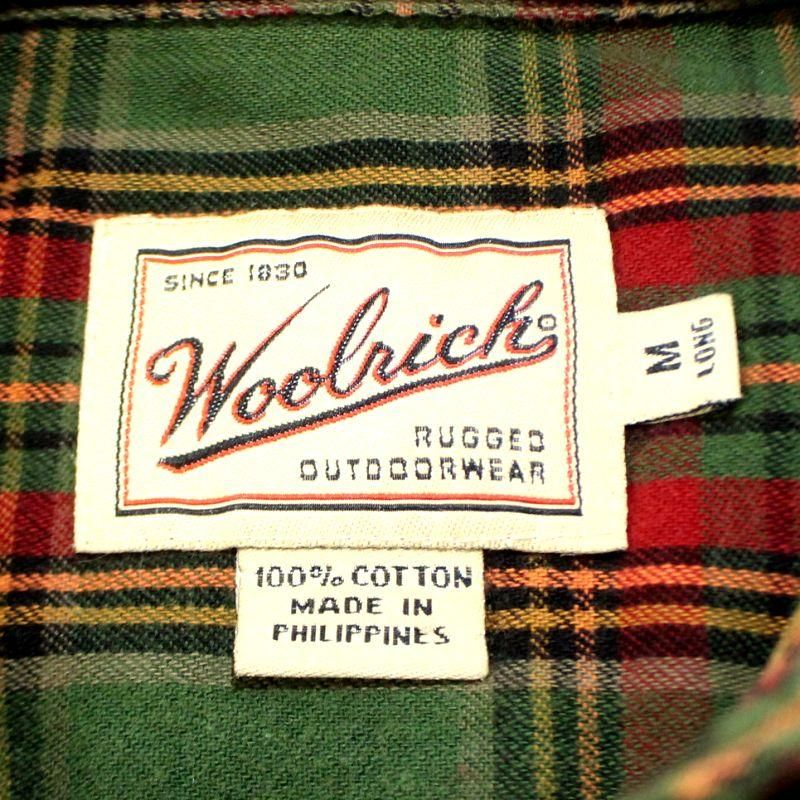 SINCE 1830
Woolrich®
RUGGED
OUTDOORWEAR
M
LONG
100% COTTON
MADE IN
PHILIPPINES